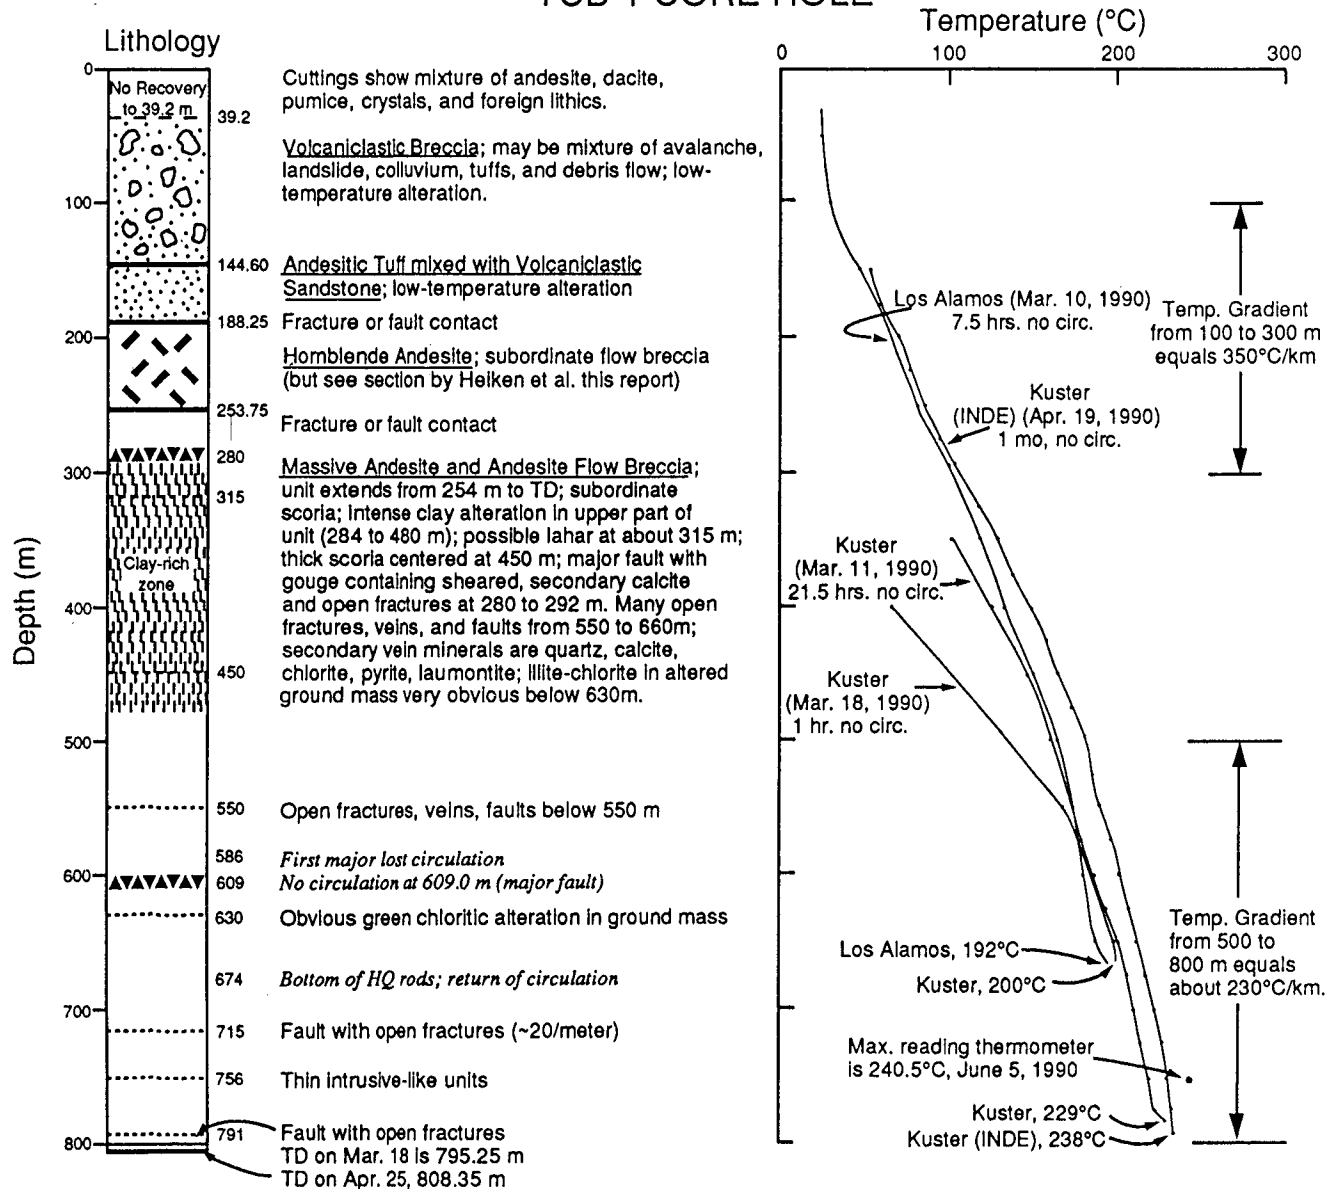 Lithology
0
No Recovery
to 39.2 m
39.2
100
144.60
188.25
200
253.75
280
300
315
Clay-rich
zone
400
450
500
550
586
600
609
630
674
700
715
756
791
800
Depth (m)
Cuttings show mixture of andesite, dacite,
pumice, crystals, and foreign lithics.
Volcaniclastic Breccia; may be mixture of avalanche,
landslide, colluvium, tuffs, and debris flow; low-
temperature alteration.
Andesitic Tuff mixed with Volcaniclastic
Sandstone; low-temperature alteration
Fracture or fault contact
Hornblende Andesite; subordinate flow breccia
(but see section by Heiken et al. this report)
Fracture or fault contact
Massive Andesite and Andesite Flow Breccia;
unit extends from 254 m to TD; subordinate
scoria; intense clay alteration in upper part of
unit (284 to 480 m); possible lahar at about 315 m;
thick scoria centered at 450 m; major fault with
gouge containing sheared, secondary calcite
and open fractures at 280 to 292 m. Many open
fractures, veins, and faults from 550 to 660m;
secondary vein minerals are quartz, calcite,
chlorite, pyrite, laumontite; illite-chlorite in altered
ground mass very obvious below 630m.
Open fractures, veins, faults below 550 m
First major lost circulation
No circulation at 609.0 m (major fault)
Obvious green chloritic alteration in ground mass
Bottom of HQ rods; return of circulation
Fault with open fractures (~20/meter)
Thin intrusive-like units
Fault with open fractures
TD on Mar. 18 is 795.25 m
TD on Apr. 25, 808.35 m
Temperature (°C)
0
100
200
300
Los Alamos (Mar. 10, 1990)
7.5 hrs. no circ.
Temp. Gradient
from 100 to 300 m
equals 350°C/km
Kuster
(INDE) (Apr. 19, 1990)
1 mo, no circ.
Kuster
(Mar. 11, 1990)
21.5 hrs. no circ.
Kuster
(Mar. 18, 1990)
1 hr. no circ.
Los Alamos, 192°C
Kuster, 200°C
Temp. Gradient
from 500 to
800 m equals
about 230°C/km.
Max. reading thermometer
is 240.5°C, June 5, 1990
Kuster, 229°C
Kuster (INDE), 238°C